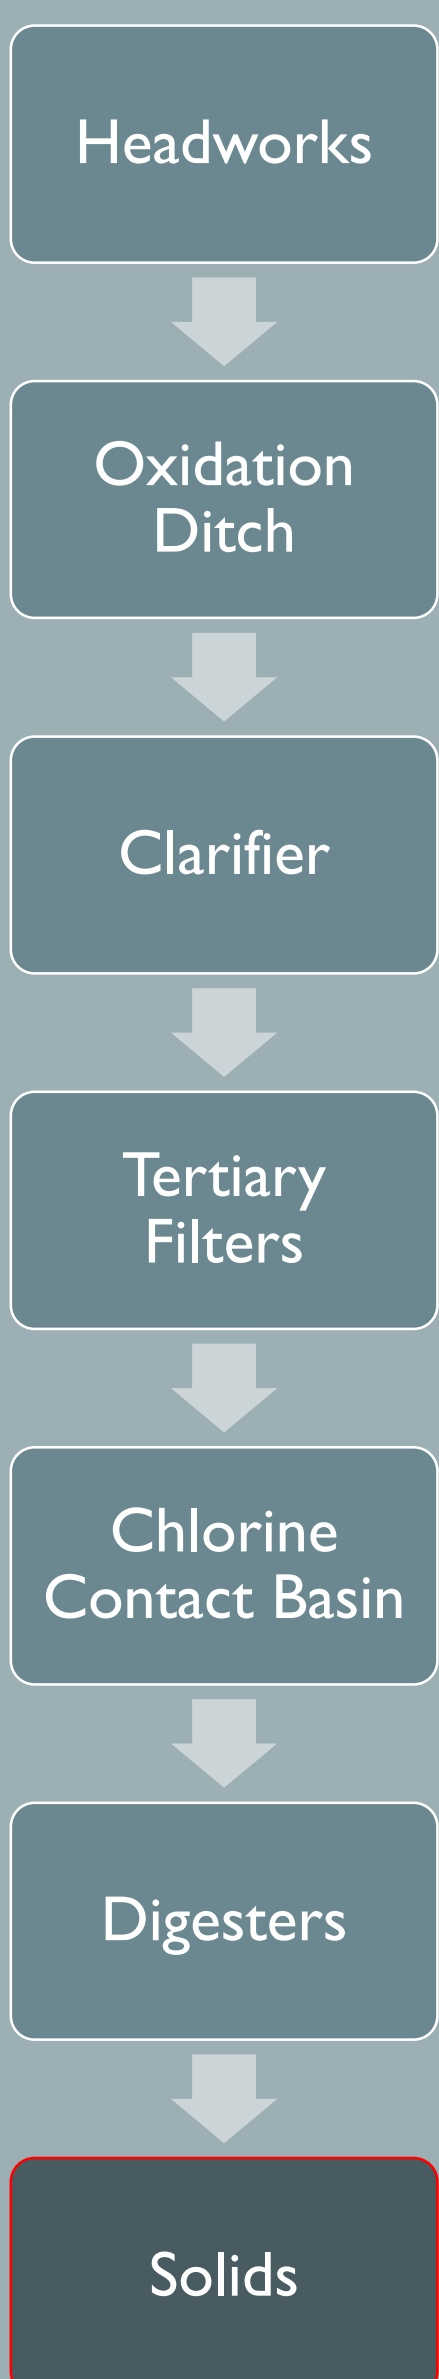 Headworks
Oxidation
Ditch
Clarifier
Tertiary
Filters
Chlorine
Contact Basin
Digesters
Solids